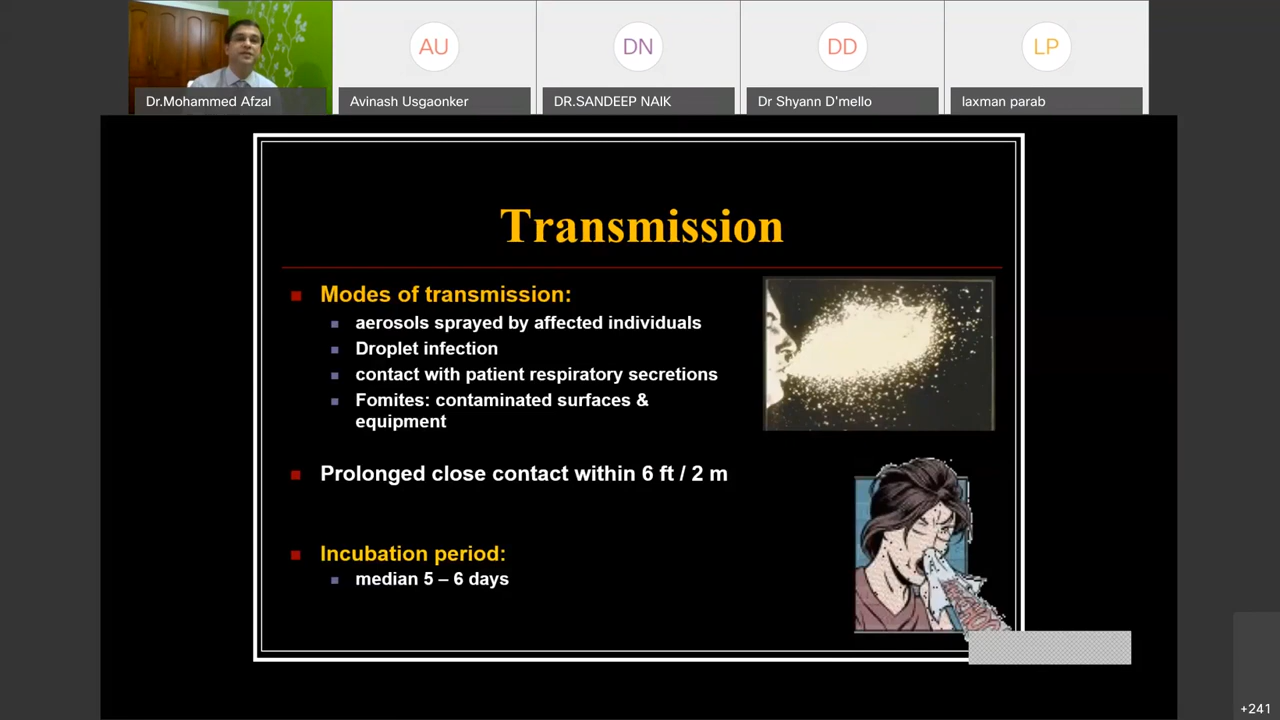 AU
DN
DD
LP
Dr.Mohammed Afzal
Avinash Usgaonker
DR.SANDEEP NAIK
Dr Shyann D'mello
laxman parab
Transmission
Modes of transmission:
aerosols sprayed by affected individuals
Droplet infection
contact with patient respiratory secretions
Fomites: contaminated surfaces &
equipment
Prolonged close contact within 6 ft / 2 m
Incubation period:
median 5 – 6 days
+241